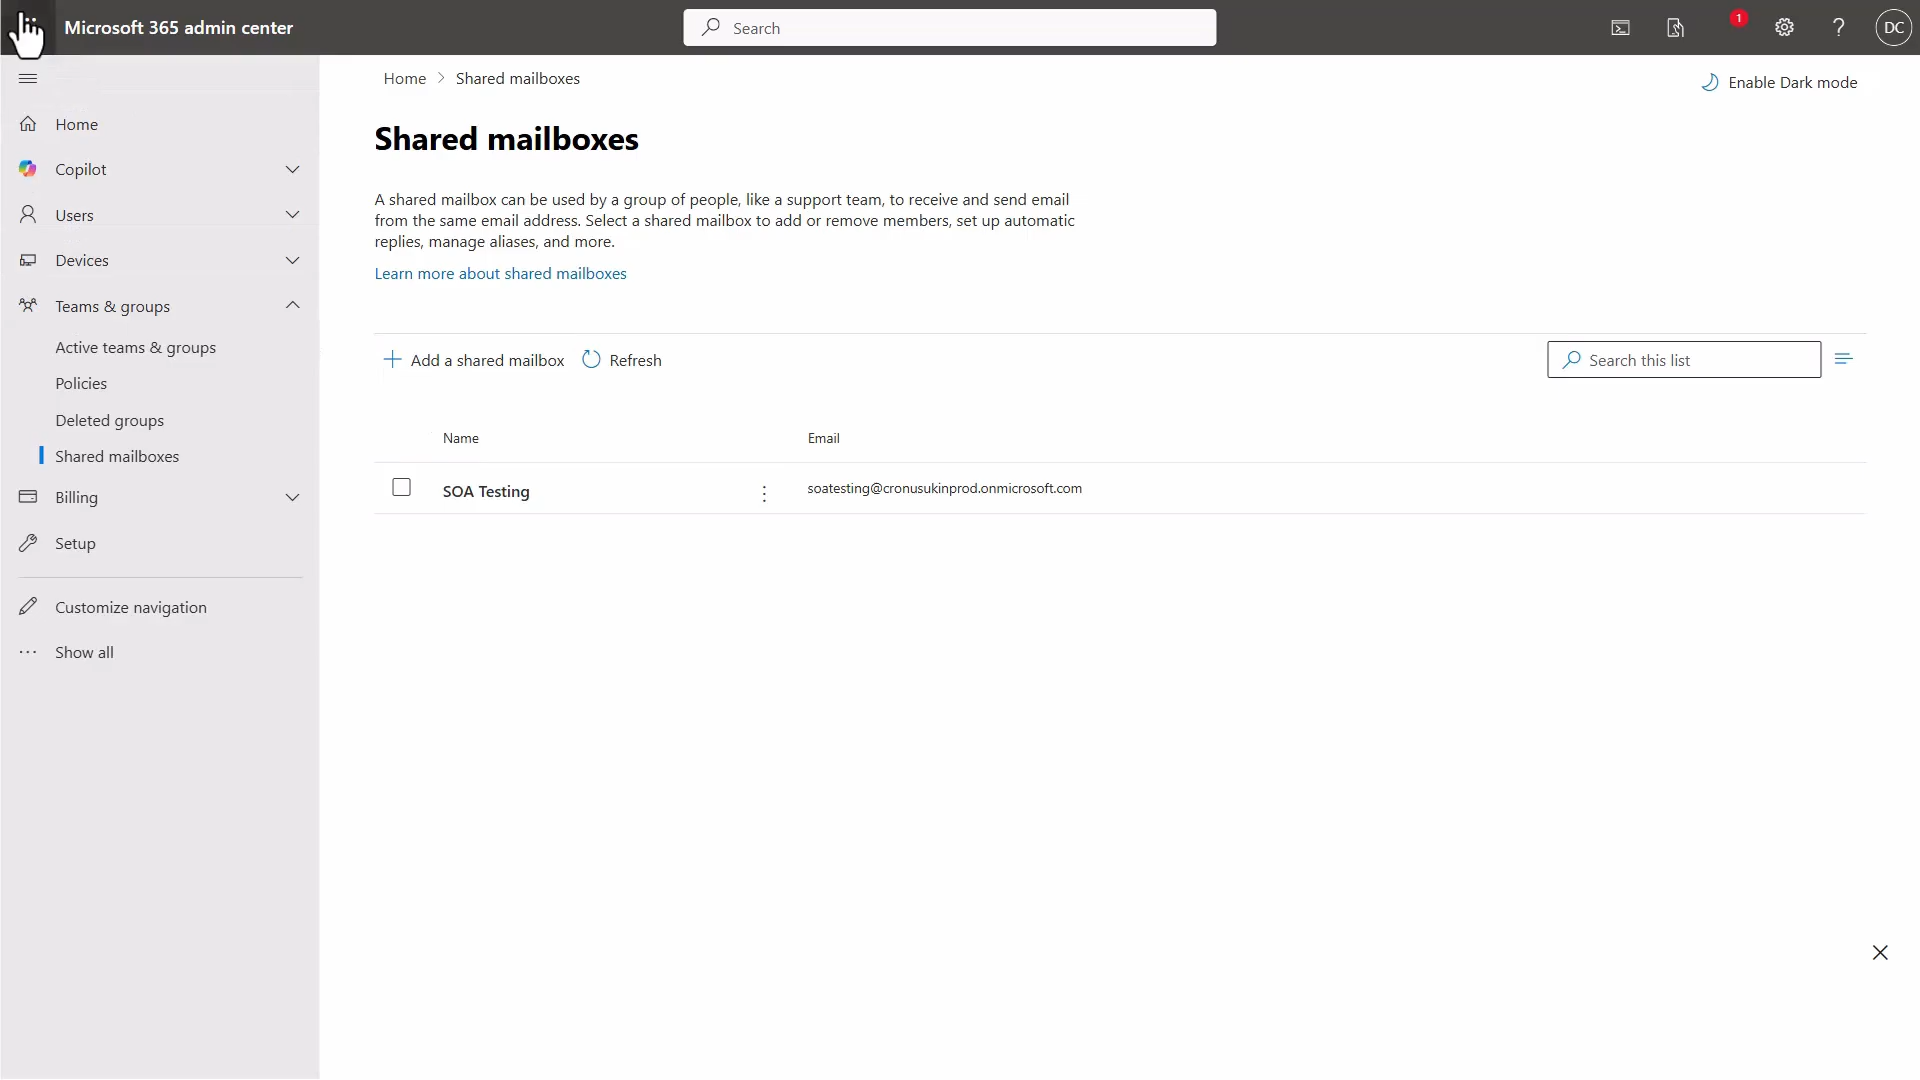 Microsoft 365 admin center
Search
1
?
DC
Home > Shared mailboxes
Enable Dark mode
Home
Copilot
Users
Devices
Teams & groups
Active teams & groups
Policies
Deleted groups
Shared mailboxes
Billing
Setup
Customize navigation
Show all
Shared mailboxes
A shared mailbox can be used by a group of people, like a support team, to receive and send email
from the same email address. Select a shared mailbox to add or remove members, set up automatic
replies, manage aliases, and more.
Learn more about shared mailboxes
Add a shared mailbox
Refresh
Search this list
Name
Email
SOA Testing
soatesting@cronusukinprod.onmicrosoft.com